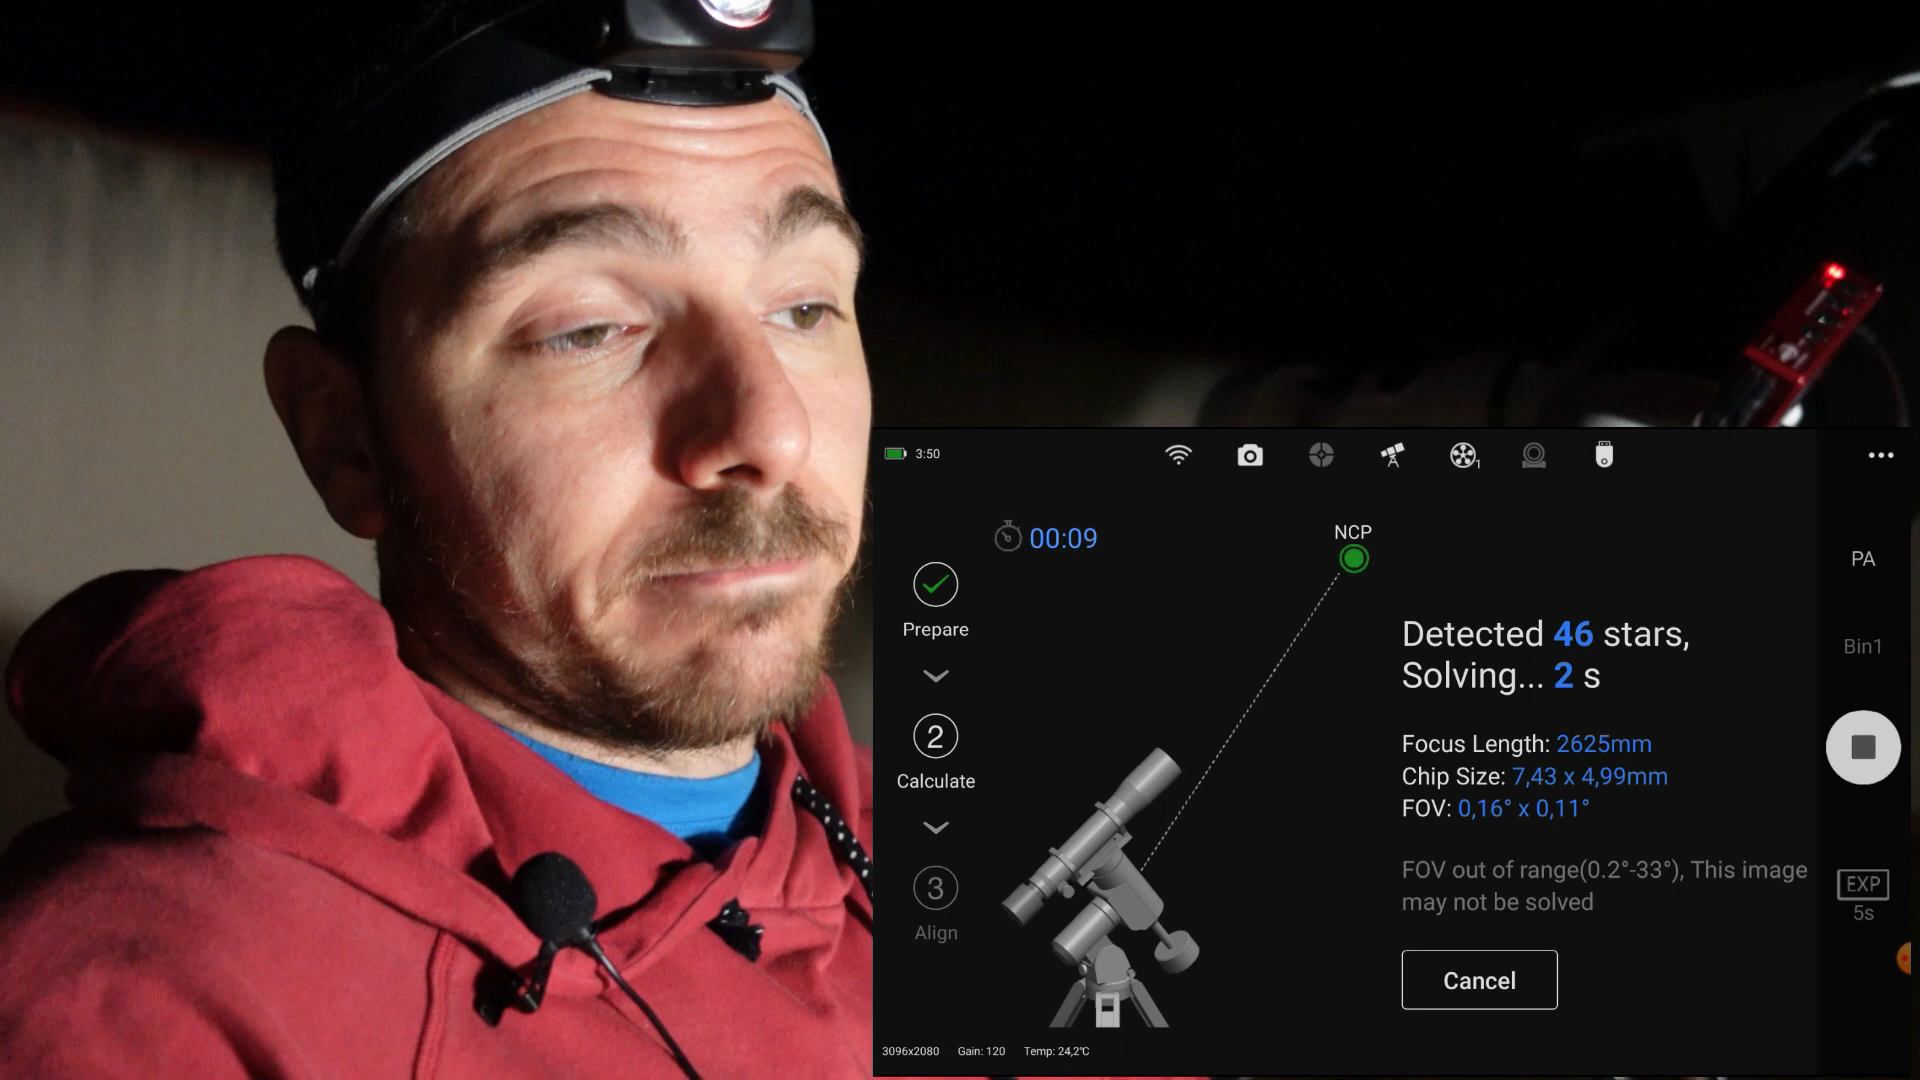 3:50
1
00:09
NCP
Prepare
2
Calculate
3
Align
Detected 46 stars,
Solving... 2 s
Focus Length: 2625mm
Chip Size: 7,43 x 4,99mm
FOV: 0,16° x 0,11°
FOV out of range(0.2°-33°), This image
may not be solved
Cancel
PA
Bin1
EXP
5s
3096x2080 Gain: 120 Temp: 24,2℃